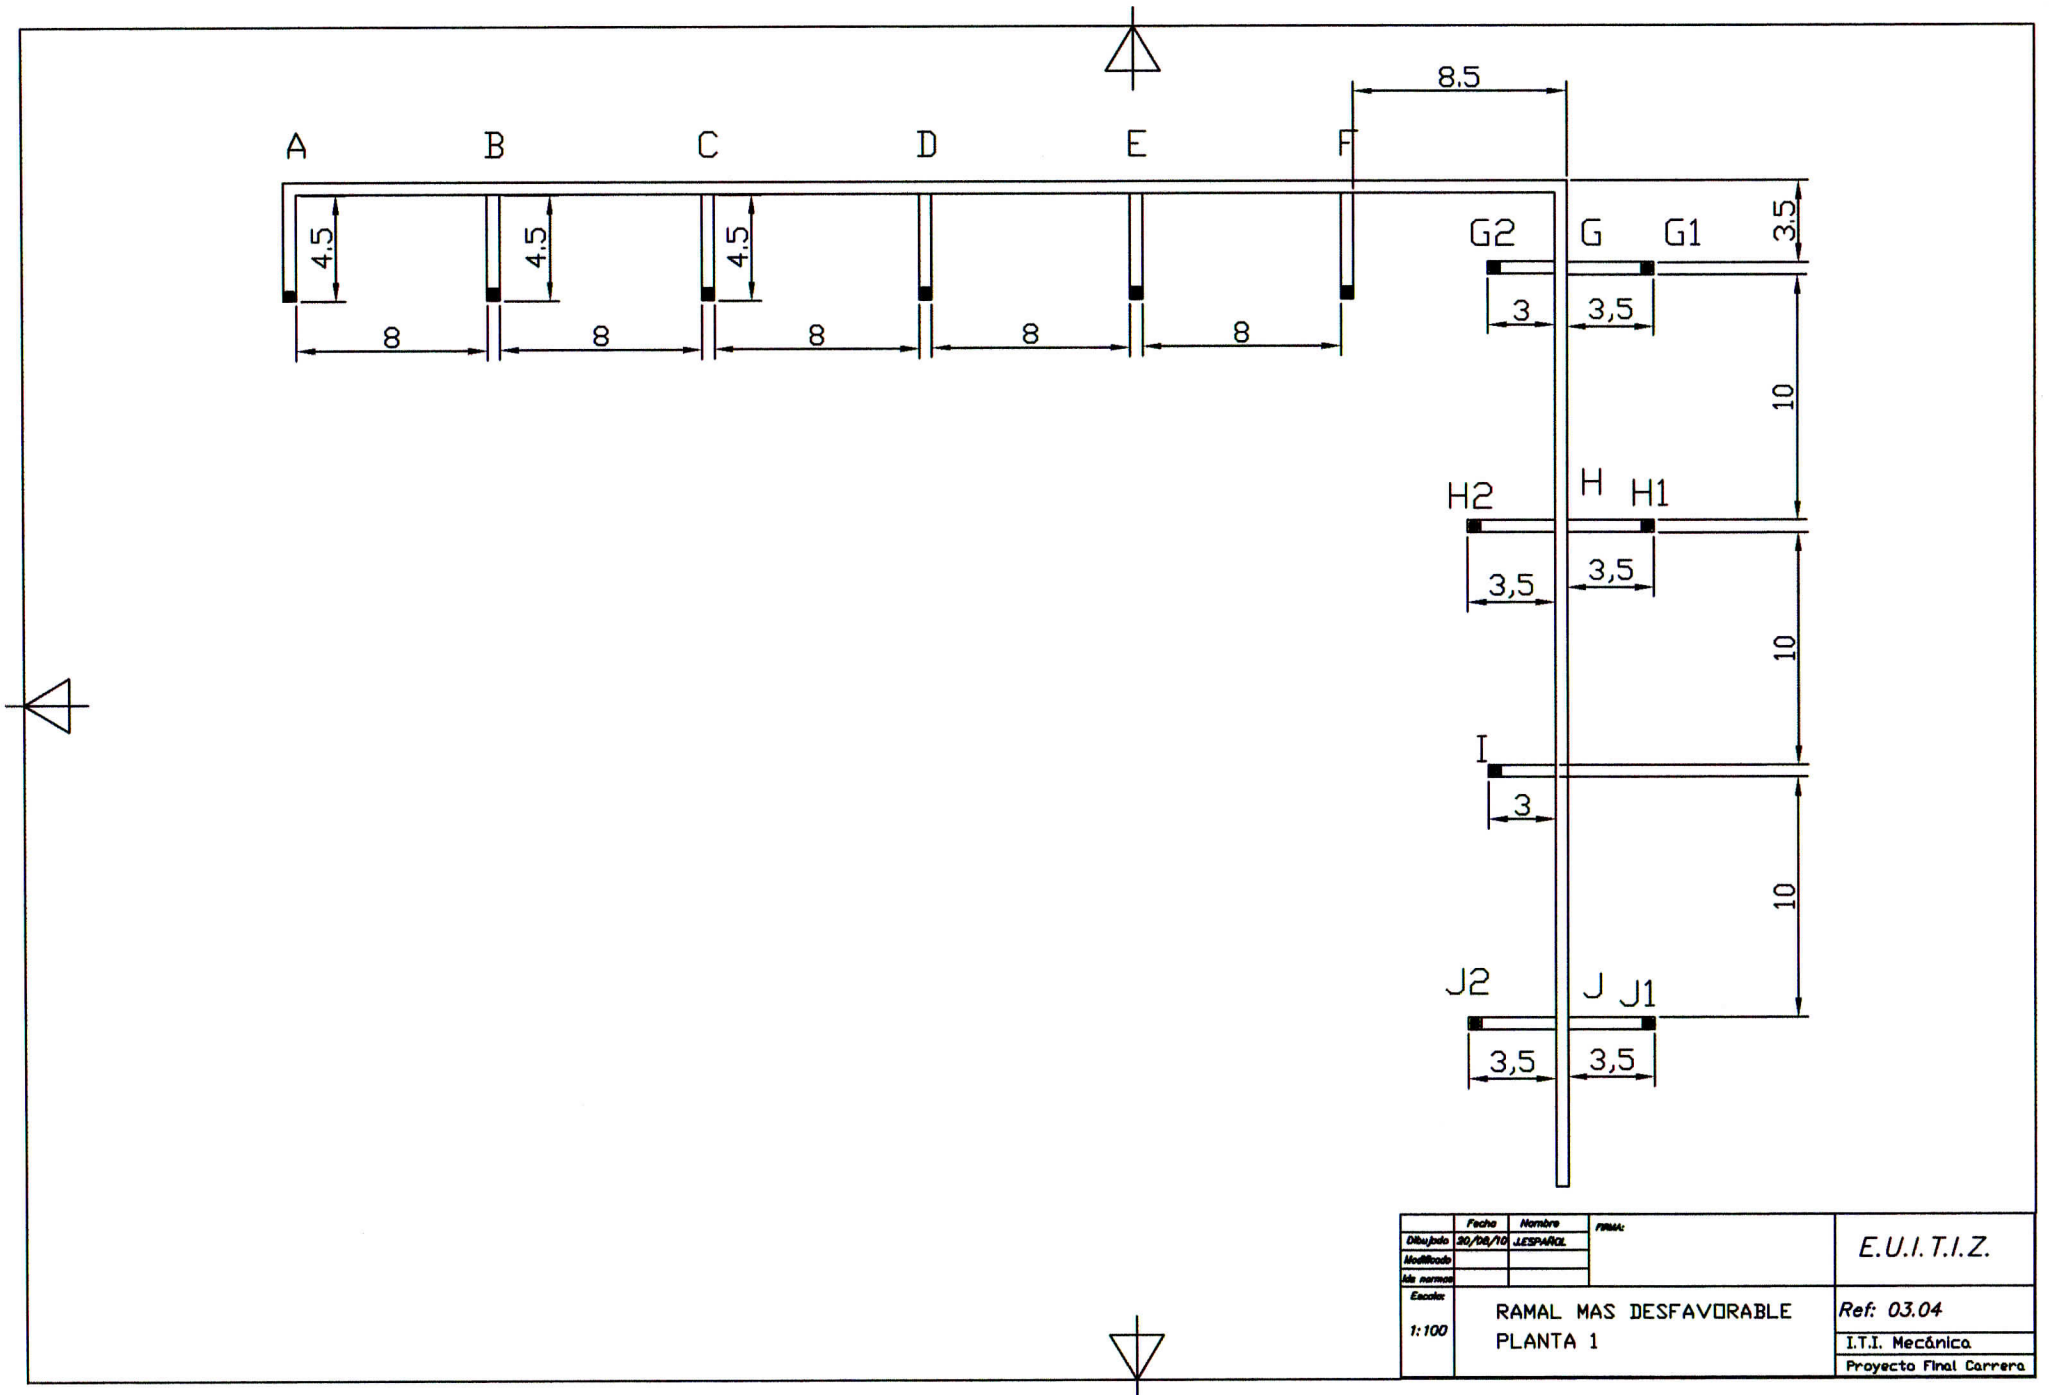 8.5
A B C D E F
4.5 4.5 4.5
3.5
G2 G G1
8 8 8 8 8
3 3,5
10
H2 H H1
3,5 3,5
10
I
3
10
J2 J J1
3,5 3,5
Fecha Nombre FIRMA:
Dibujado 20/08/10 J.ESPAÑOL
Modificado
Ids normas
E.U.I.T.I.Z.
Escala:
1:100
RAMAL MAS DESFAVORABLE
PLANTA 1
Ref: 03.04
I.T.I. Mecánica
Proyecto Final Carrera